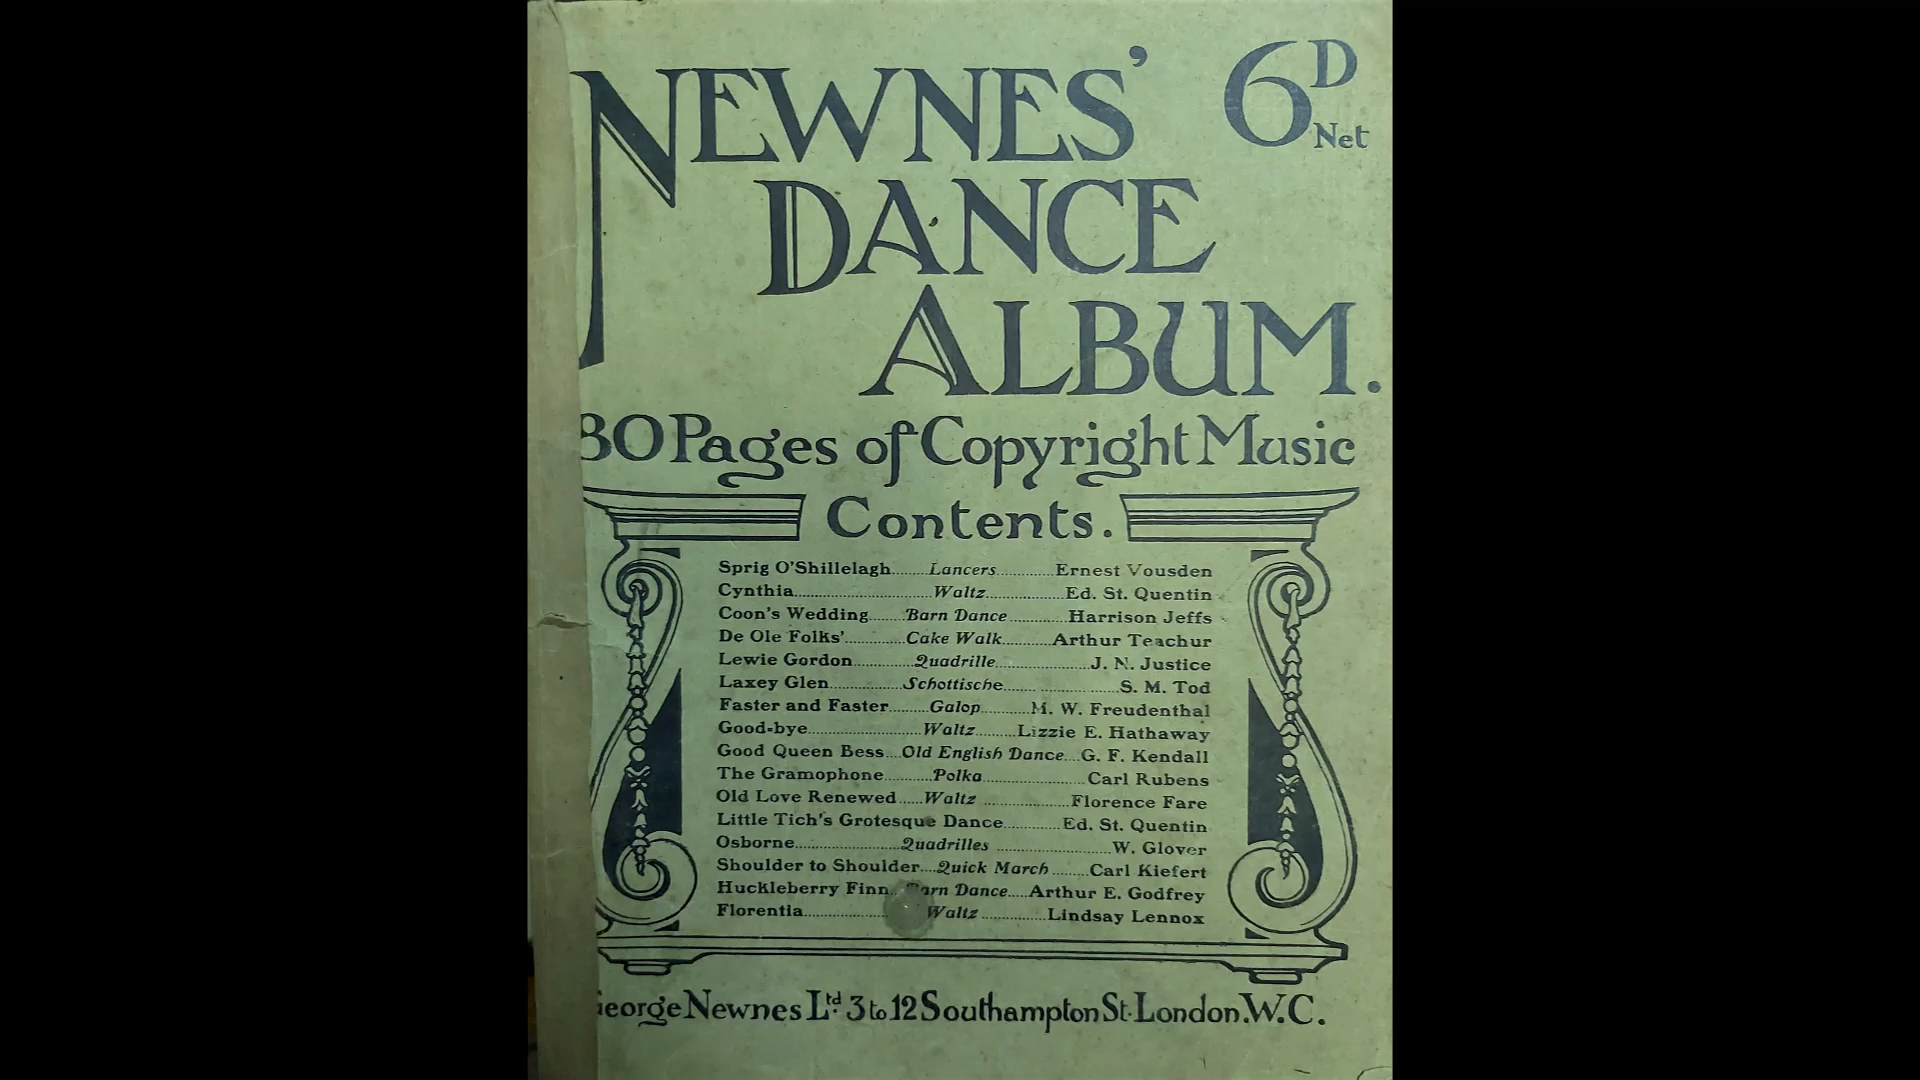 NEWNES' 6D Net
DANCE
ALBUM.
80 Pages of Copyright Music
Contents.
Sprig O'Shillelagh........Lancers.............Ernest Vousden
Cynthia...............................Waltz..................Ed. St. Quentin
Coon's Wedding........Barn Dance.............Harrison Jeffs
De Ole Folks'.............Cake Walk...........Arthur Teachur
Lewie Gordon.............Quadrille.....................J. N. Justice
Laxey Glen................Schottische..........................S. M. Tod
Faster and Faster.........Galop...........M. W. Freudenthal
Good-bye.........................Waltz.........Lizzie E. Hathaway
Good Queen Bess....Old English Dance....G. F. Kendall
The Gramophone...........Polka.......................Carl Rubens
Old Love Renewed......Waltz...................Florence Fare
Little Tich's Grotesque Dance.............Ed. St. Quentin
Osborne.......................Quadrilles.........................W. Glover
Shoulder to Shoulder....Quick March.........Carl Kiefert
Huckleberry Finn...Barn Dance.....Arthur E. Godfrey
Florentia...................Waltz...............Lindsay Lennox
George Newnes Ltd. 3 to 12 Southampton St. London. W.C.